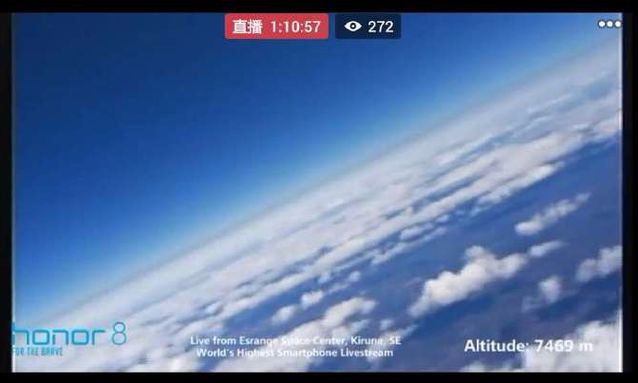 直播 1:10:57 272
honor 8
FOR THE BRAVE
Live from Esrange Space Center, Kiruna, SE
World's Highest Smartphone Livestream
Altitude: 7469 m